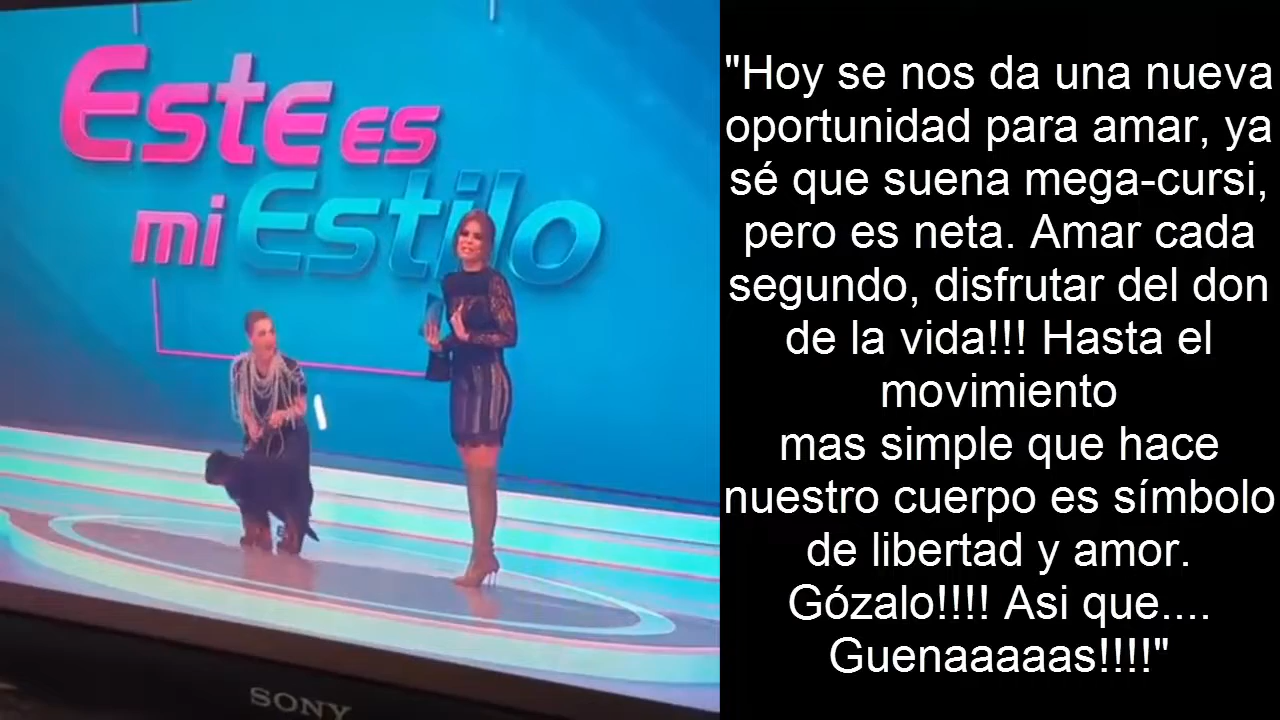 Este es
mi Estilo
SONY
"Hoy se nos da una nueva
oportunidad para amar, ya
sé que suena mega-cursi,
pero es neta. Amar cada
segundo, disfrutar del don
de la vida!!! Hasta el
movimiento
mas simple que hace
nuestro cuerpo es símbolo
de libertad y amor.
Gózalo!!!! Asi que....
Guenaaaaas!!!!"